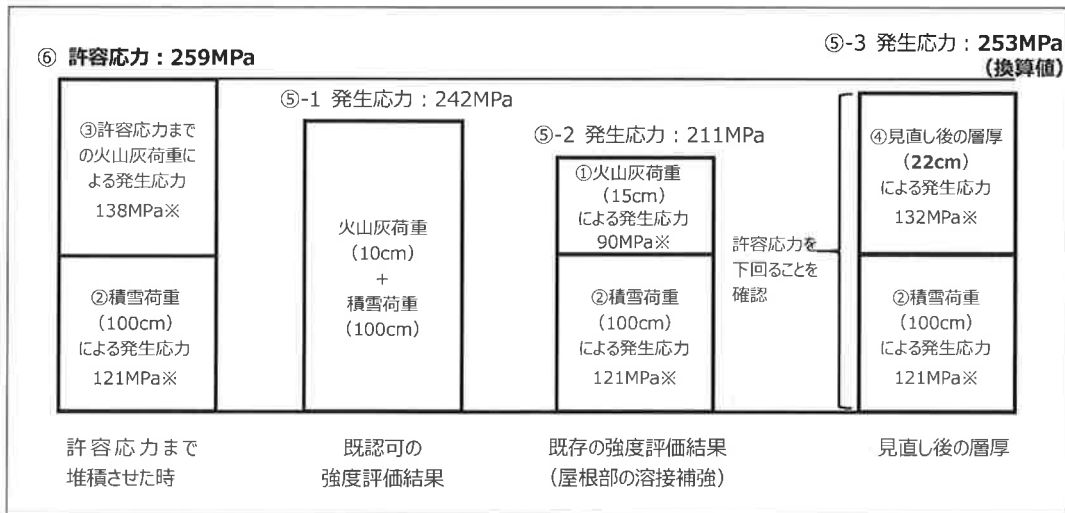 ⑥ 許容応力：259MPa
⑤-3 発生応力：253MPa
(換算値)
⑤-1 発生応力：242MPa
⑤-2 発生応力：211MPa
③許容応力まで
の火山灰荷重に
よる発生応力
138MPa※
②積雪荷重
(100cm)
による発生応力
121MPa※
火山灰荷重
(10cm)
+
積雪荷重
(100cm)
①火山灰荷重
(15cm)
による発生応力
90MPa※
②積雪荷重
(100cm)
による発生応力
121MPa※
許容応力を
下回ることを
確認
④見直し後の層厚
(22cm)
による発生応力
132MPa※
②積雪荷重
(100cm)
による発生応力
121MPa※
許容応力まで
堆積させた時
既認可の
強度評価結果
既存の強度評価結果
(屋根部の溶接補強)
見直し後の層厚